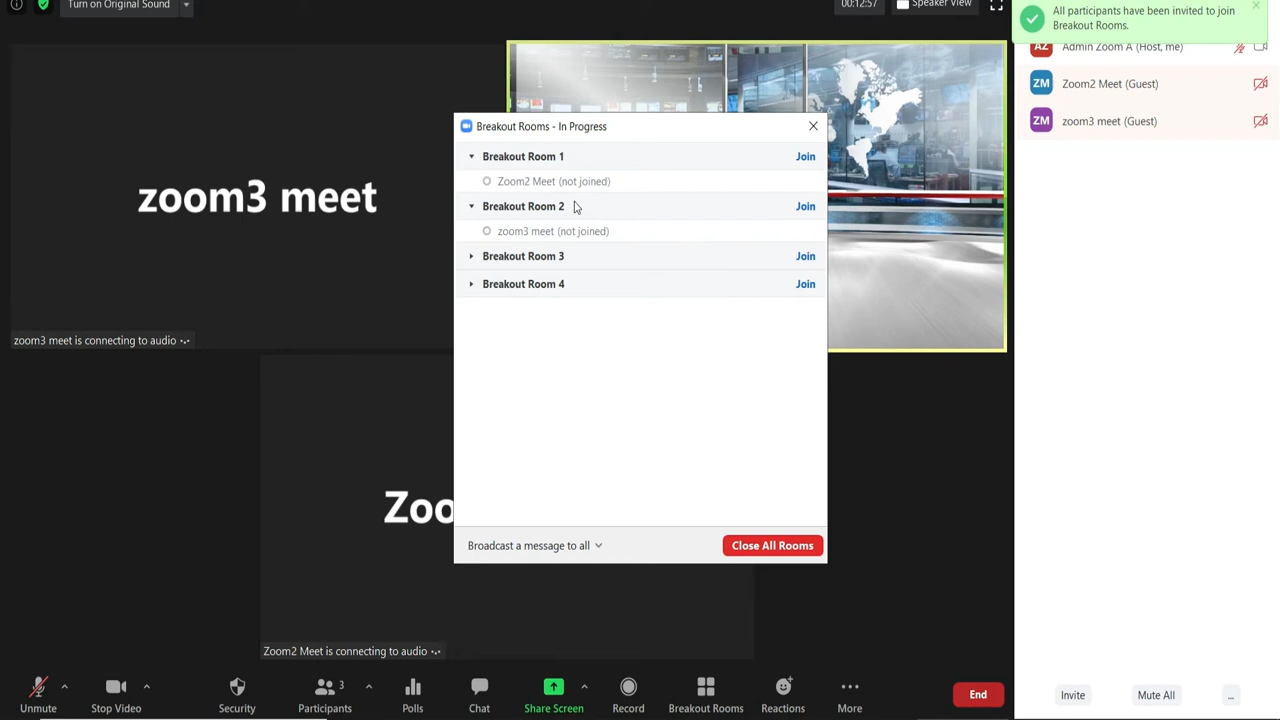 Turn on Original Sound
00:12:57
Speaker View
All participants have been invited to join
Breakout Rooms.
AZ
Admin Zoom A (Host, me)
ZM
Zoom2 Meet (Guest)
ZM
zoom3 meet (Guest)
zoom3 meet
zoom3 meet is connecting to audio
Breakout Rooms - In Progress
Breakout Room 1
Join
Zoom2 Meet (not joined)
Breakout Room 2
Join
zoom3 meet (not joined)
Breakout Room 3
Join
Breakout Room 4
Join
Broadcast a message to all
Close All Rooms
Zoo
Zoom2 Meet is connecting to audio
Unmute
Stop Video
Security
Participants
3
Polls
Chat
Share Screen
Record
Breakout Rooms
Reactions
More
End
Invite
Mute All
...